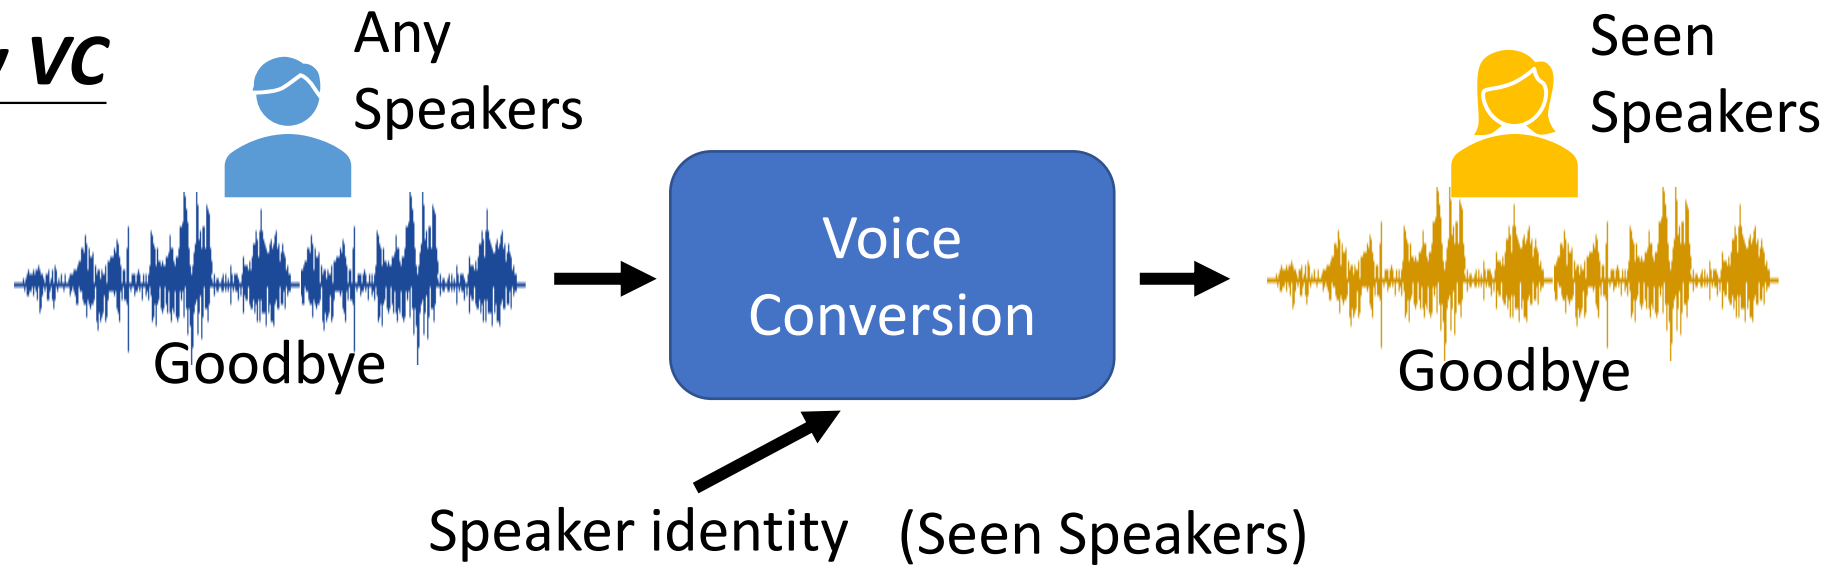 VC
Any
Speakers
Seen
Speakers
Voice
Conversion
Goodbye
Goodbye
Speaker identity (Seen Speakers)